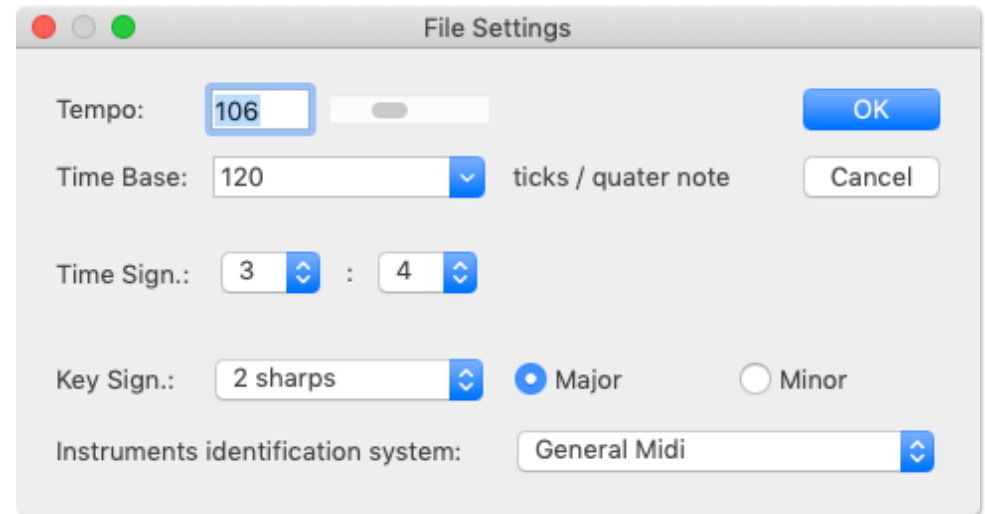 File Settings
Tempo: 106 OK
Time Base: 120 ticks / quater note Cancel
Time Sign.: 3 : 4
Key Sign.: 2 sharps Major Minor
Instruments identification system: General Midi